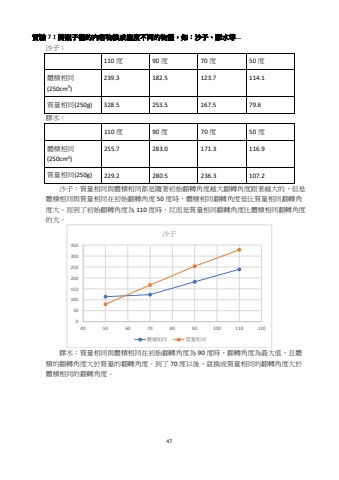 實驗 7：開瓶子裡的內容物換成密度不同的物體，如：沙子、膠水等...
沙子：
110 度 90 度 70 度 50 度
體積相同 239.3 182.5 123.7 114.1
(250cm³)
質量相同(250g) 328.5 253.5 167.5 79.6
膠水：
110 度 90 度 70 度 50 度
體積相同 255.7 283.0 171.3 116.9
(250cm³)
質量相同(250g) 229.2 280.5 236.3 107.2
沙子：質量相同與體積相同都是隨著初始翻轉角度越大翻轉角度跟著越大的，但是
體積相同與質量相同在初始翻轉角度 50 度時，體積相同翻轉角度是比質量相同翻轉角
度大、而到了初始翻轉角度為 110 度時，反而是質量相同翻轉角度比體積相同翻轉角度
的大。
沙子
350
300
250
200
150
100
50
0
40 50 60 70 80 90 100 110 120
體積相同 質量相同
膠水：質量相同與體積相同在初始翻轉角度為 90 度時，翻轉角度為最大值，且體
積的翻轉角度大於質量的翻轉角度。到了 70 度以後，就換成質量相同的翻轉角度大於
體積相同的翻轉角度。
47